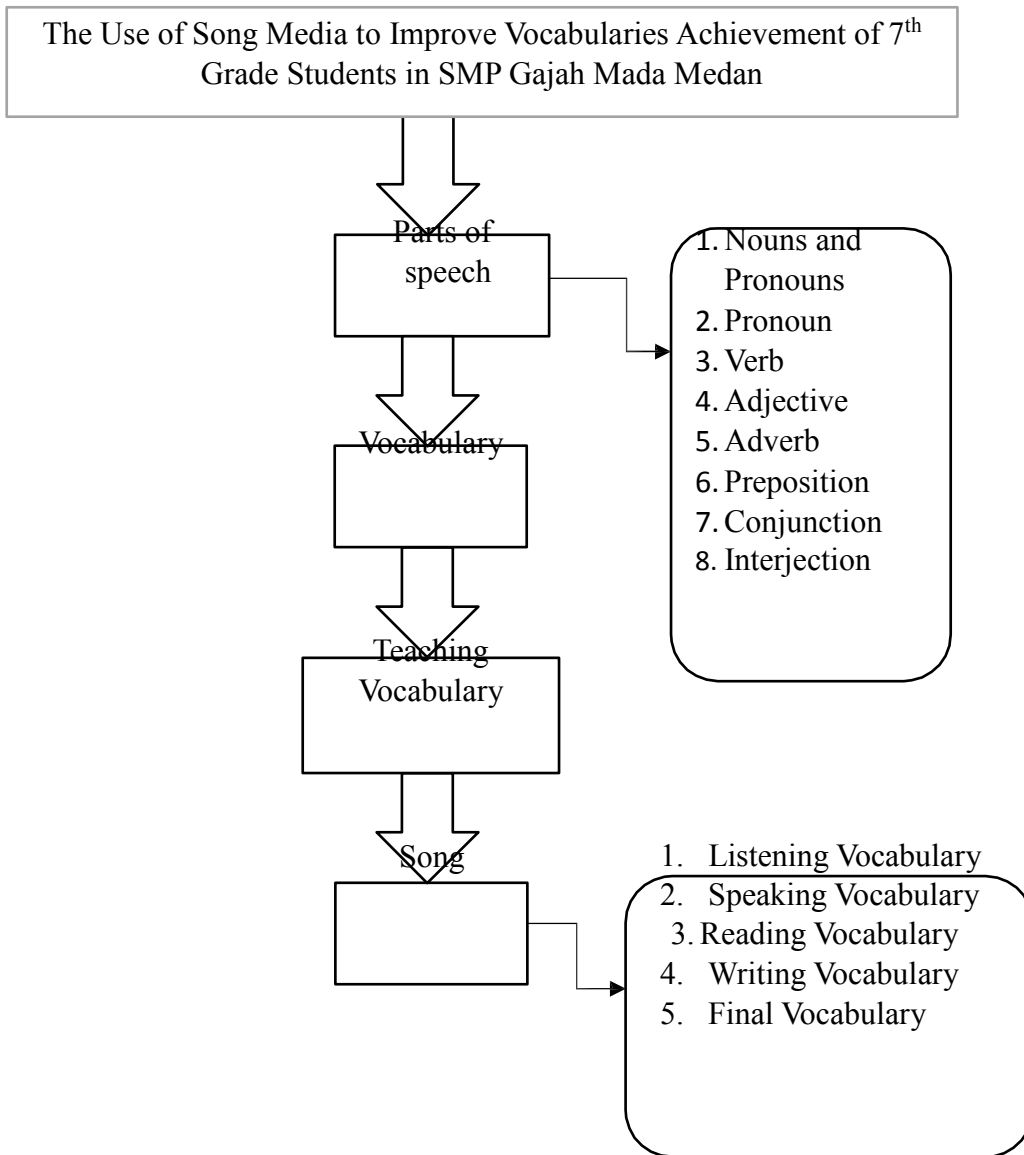 The Use of Song Media to Improve Vocabularies Achievement of 7th
Grade Students in SMP Gajah Mada Medan
Parts of
speech
1. Nouns and
Pronouns
2. Pronoun
3. Verb
4. Adjective
5. Adverb
6. Preposition
7. Conjunction
8. Interjection
Vocabulary
Teaching
Vocabulary
Song
1. Listening Vocabulary
2. Speaking Vocabulary
3. Reading Vocabulary
4. Writing Vocabulary
5. Final Vocabulary